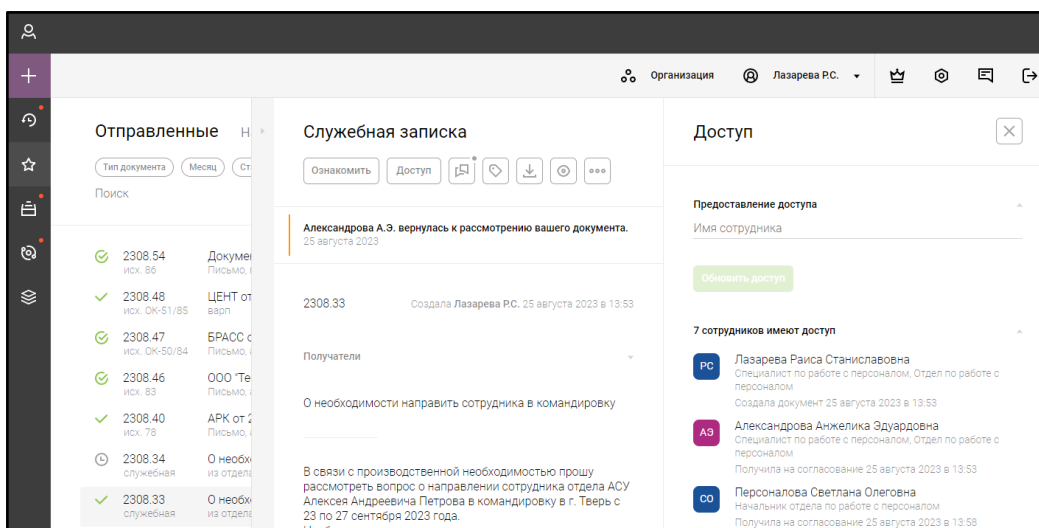 Организация
Лазарева Р.С.
Отправленные Н
Тип документа Месяц Ст
Поиск
2308.54 Докумен
исх. 86 Письмо,
2308.48 ЦЕНТ от
исх. ОК-51/85 варп
2308.47 БРАСС о
исх. ОК-50/84 Письмо,
2308.46 ООО "Те
исх. 83 Письмо,
2308.40 АРК от 2
исх. 78 Письмо,
2308.34 О необхо
служебная из отдела
2308.33 О необхо
служебная из отдела
Служебная записка
Ознакомить Доступ
Александрова А.Э. вернулась к рассмотрению вашего документа.
25 августа 2023
2308.33 Создала Лазарева Р.С. 25 августа 2023 в 13:53
Получатели
О необходимости направить сотрудника в командировку
В связи с производственной необходимостью прошу
рассмотреть вопрос о направлении сотрудника отдела АСУ
Алексея Андреевича Петрова в командировку в г. Тверь с
23 по 27 сентября 2023 года.
Доступ
Предоставление доступа
Имя сотрудника
Обновить доступ
7 сотрудников имеют доступ
РС Лазарева Раиса Станиславовна
Специалист по работе с персоналом, Отдел по работе с
персоналом
Создала документ 25 августа 2023 в 13:53
АЭ Александрова Анжелика Эдуардовна
Специалист по работе с персоналом, Отдел по работе с
персоналом
Получила на согласование 25 августа 2023 в 13:53
СО Персоналова Светлана Олеговна
Начальник отдела по работе с персоналом
Получила на согласование 25 августа 2023 в 13:58